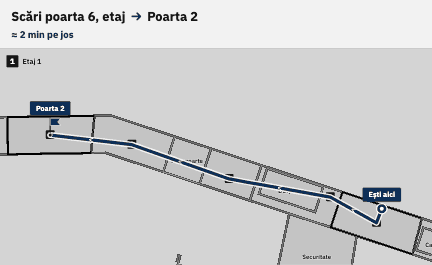 Scări poarta 6, etaj → Poarta 2
≈ 2 min pe jos
1 Etaj 1
Poarta 2
Ești aici
Securitate